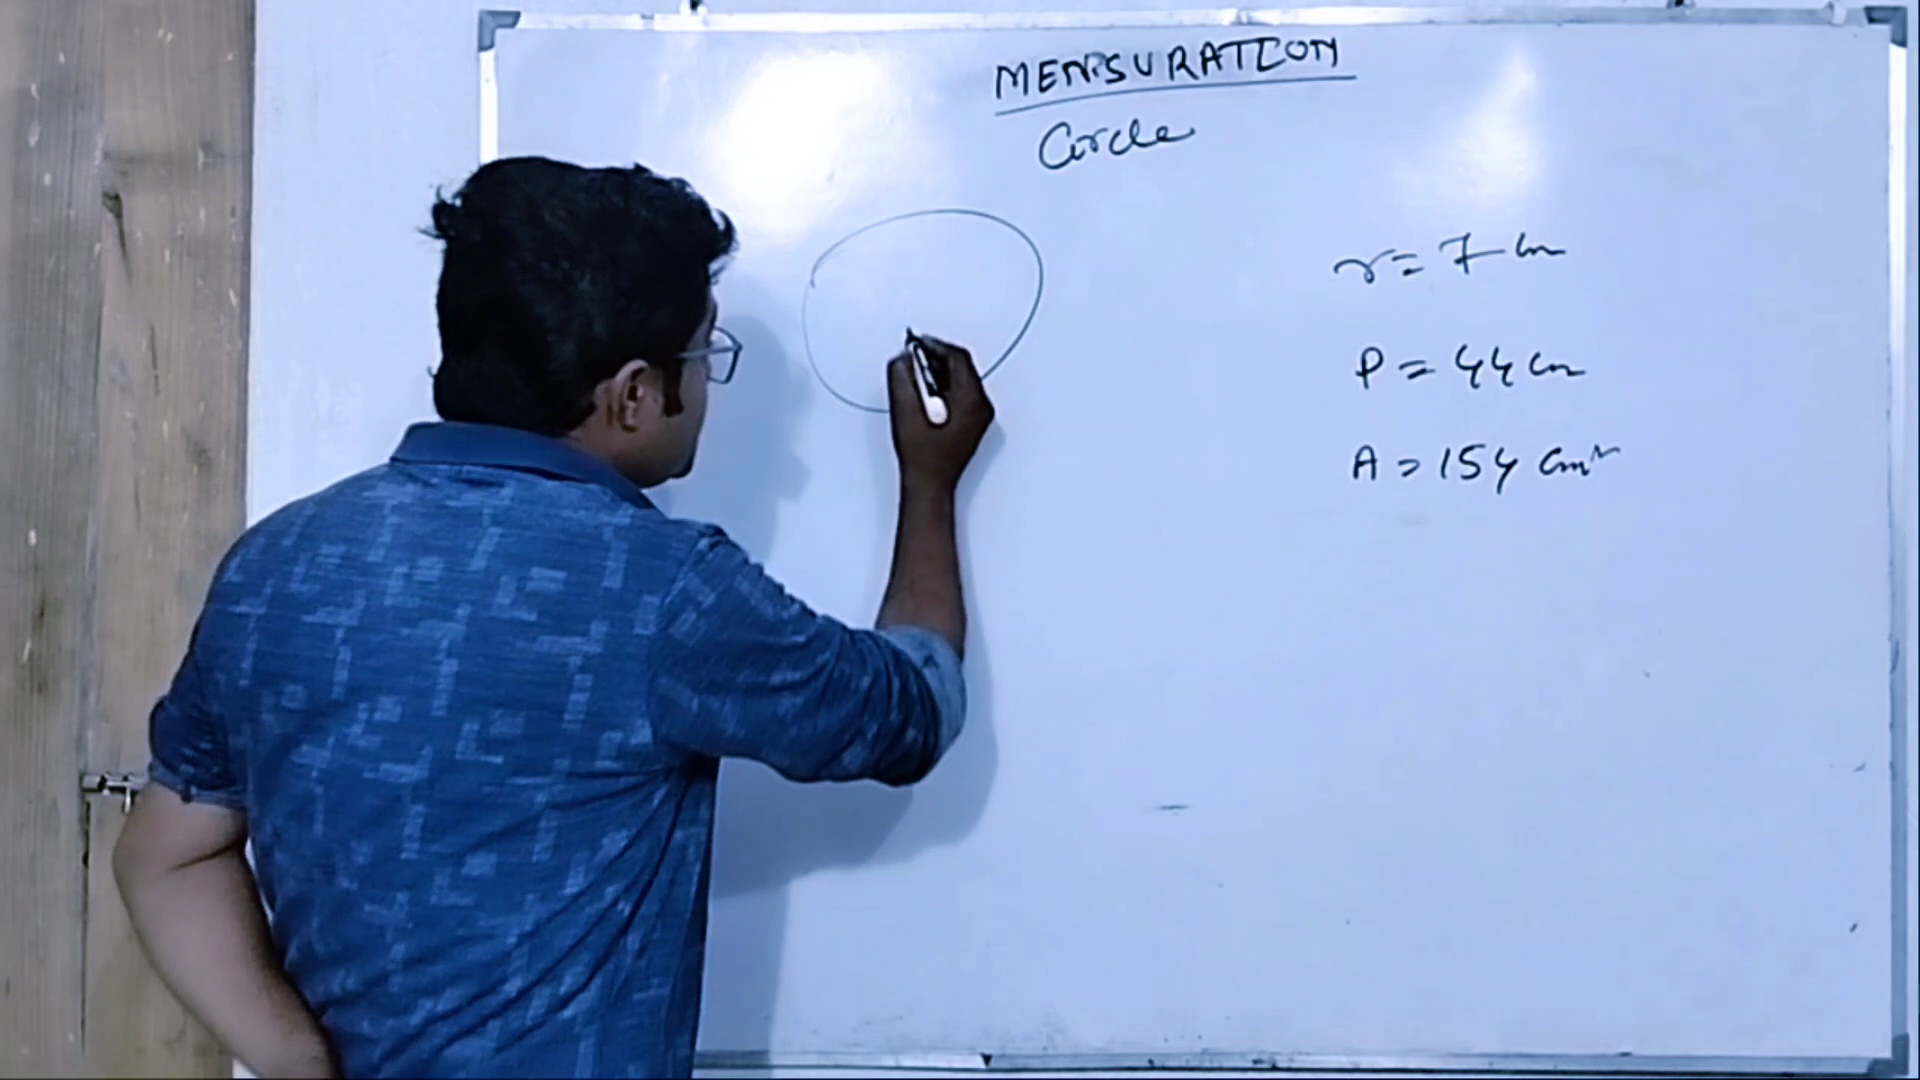 MENSURATION
Circle
r = 7 cm
P = 44 cm
A = 154 cm²